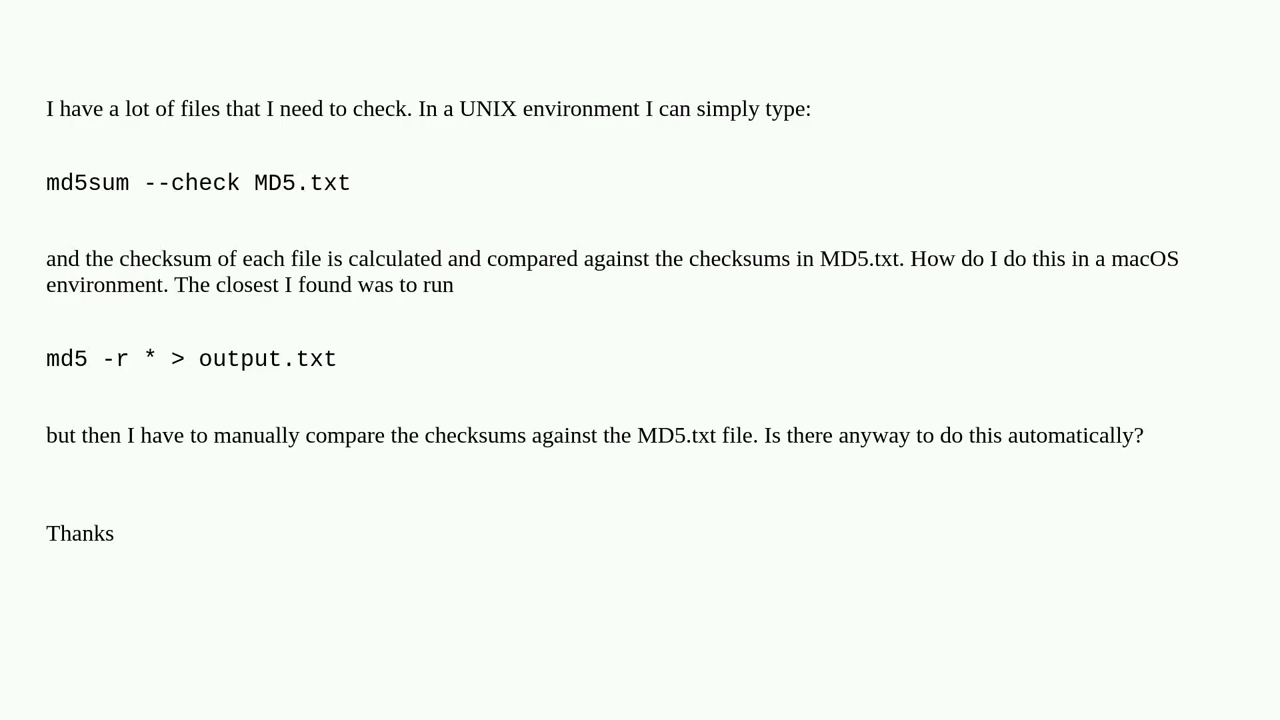 I have a lot of files that I need to check. In a UNIX environment I can simply type:
md5sum --check MD5.txt
and the checksum of each file is calculated and compared against the checksums in MD5.txt. How do I do this in a macOS
environment. The closest I found was to run
md5 -r * > output.txt
but then I have to manually compare the checksums against the MD5.txt file. Is there anyway to do this automatically?
Thanks